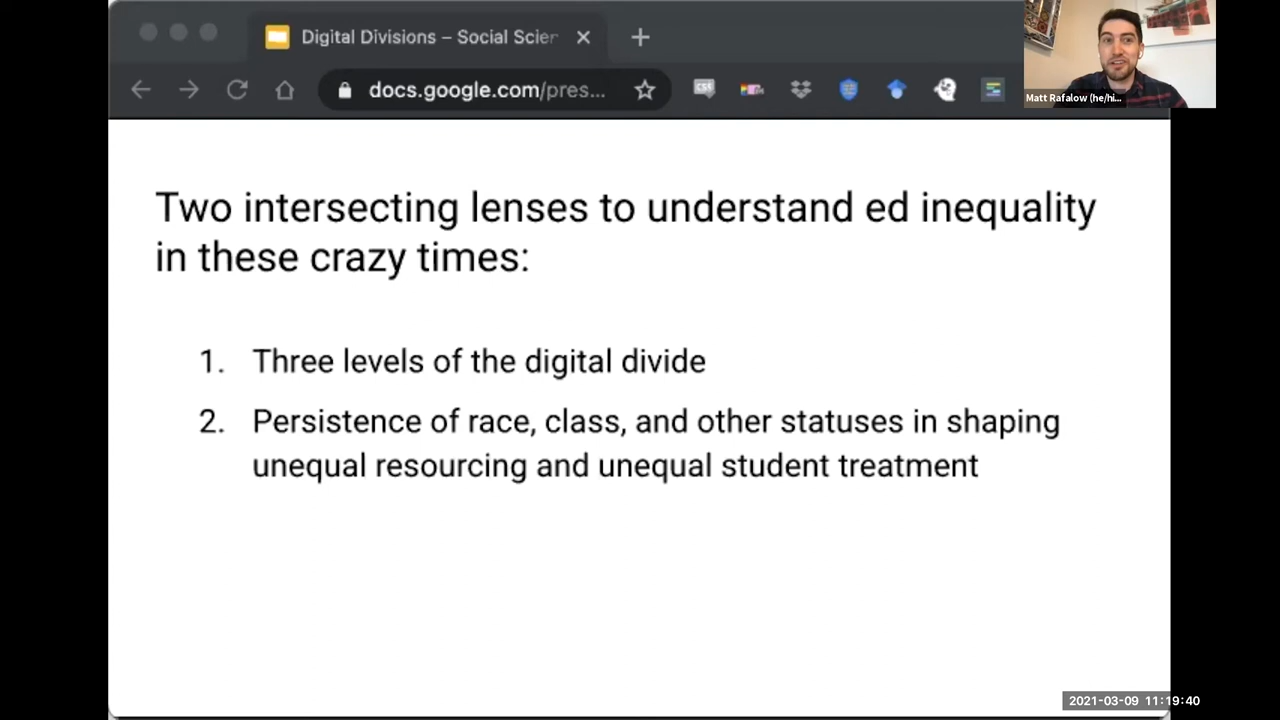 Digital Divisions – Social Scien
docs.google.com/pres...
Matt Rafalow (he/hi...
Two intersecting lenses to understand ed inequality
in these crazy times:
1. Three levels of the digital divide
2. Persistence of race, class, and other statuses in shaping
unequal resourcing and unequal student treatment
2021-03-09 11:19:40